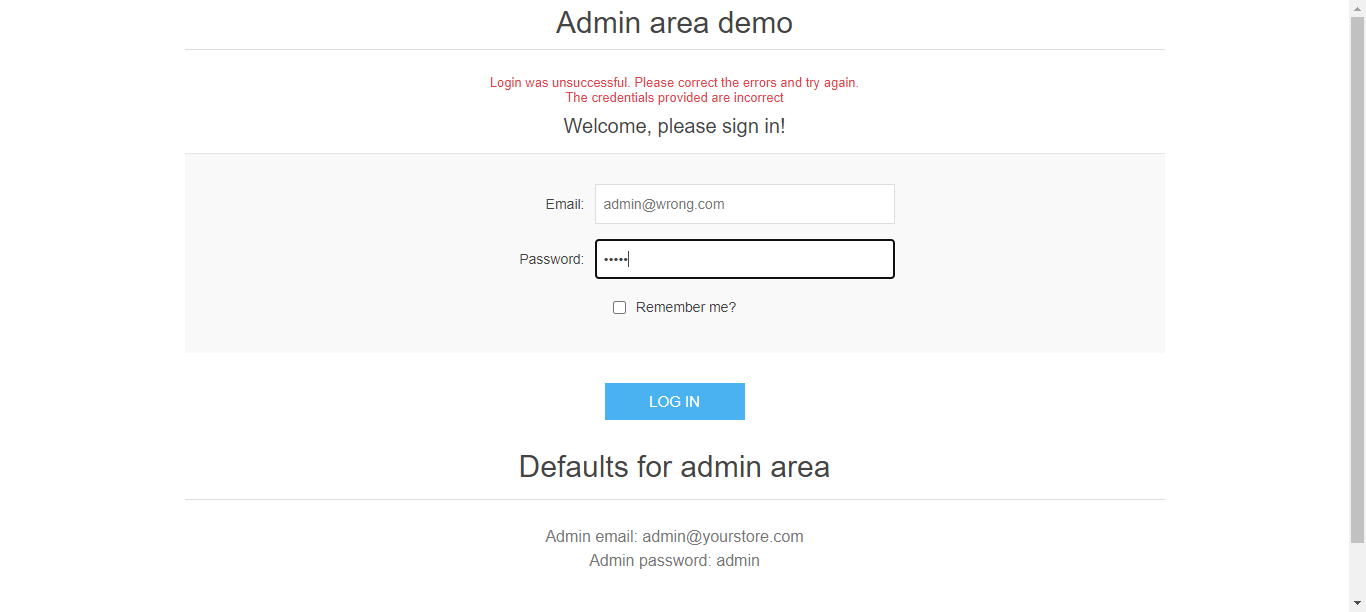 Admin area demo
Login was unsuccessful. Please correct the errors and try again.
The credentials provided are incorrect
Welcome, please sign in!
Email: admin@wrong.com
Password: •••••
Remember me?
LOG IN
Defaults for admin area
Admin email: admin@yourstore.com
Admin password: admin